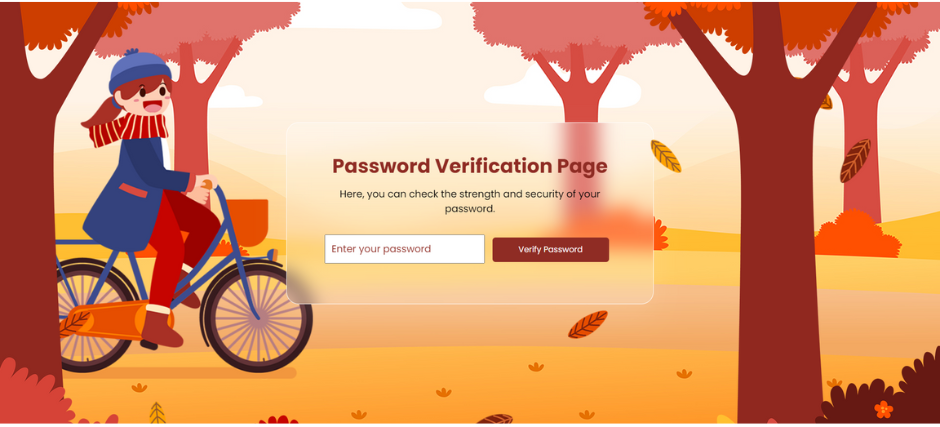 Password Verification Page
Here, you can check the strength and security of your
password.
Enter your password
Verify Password